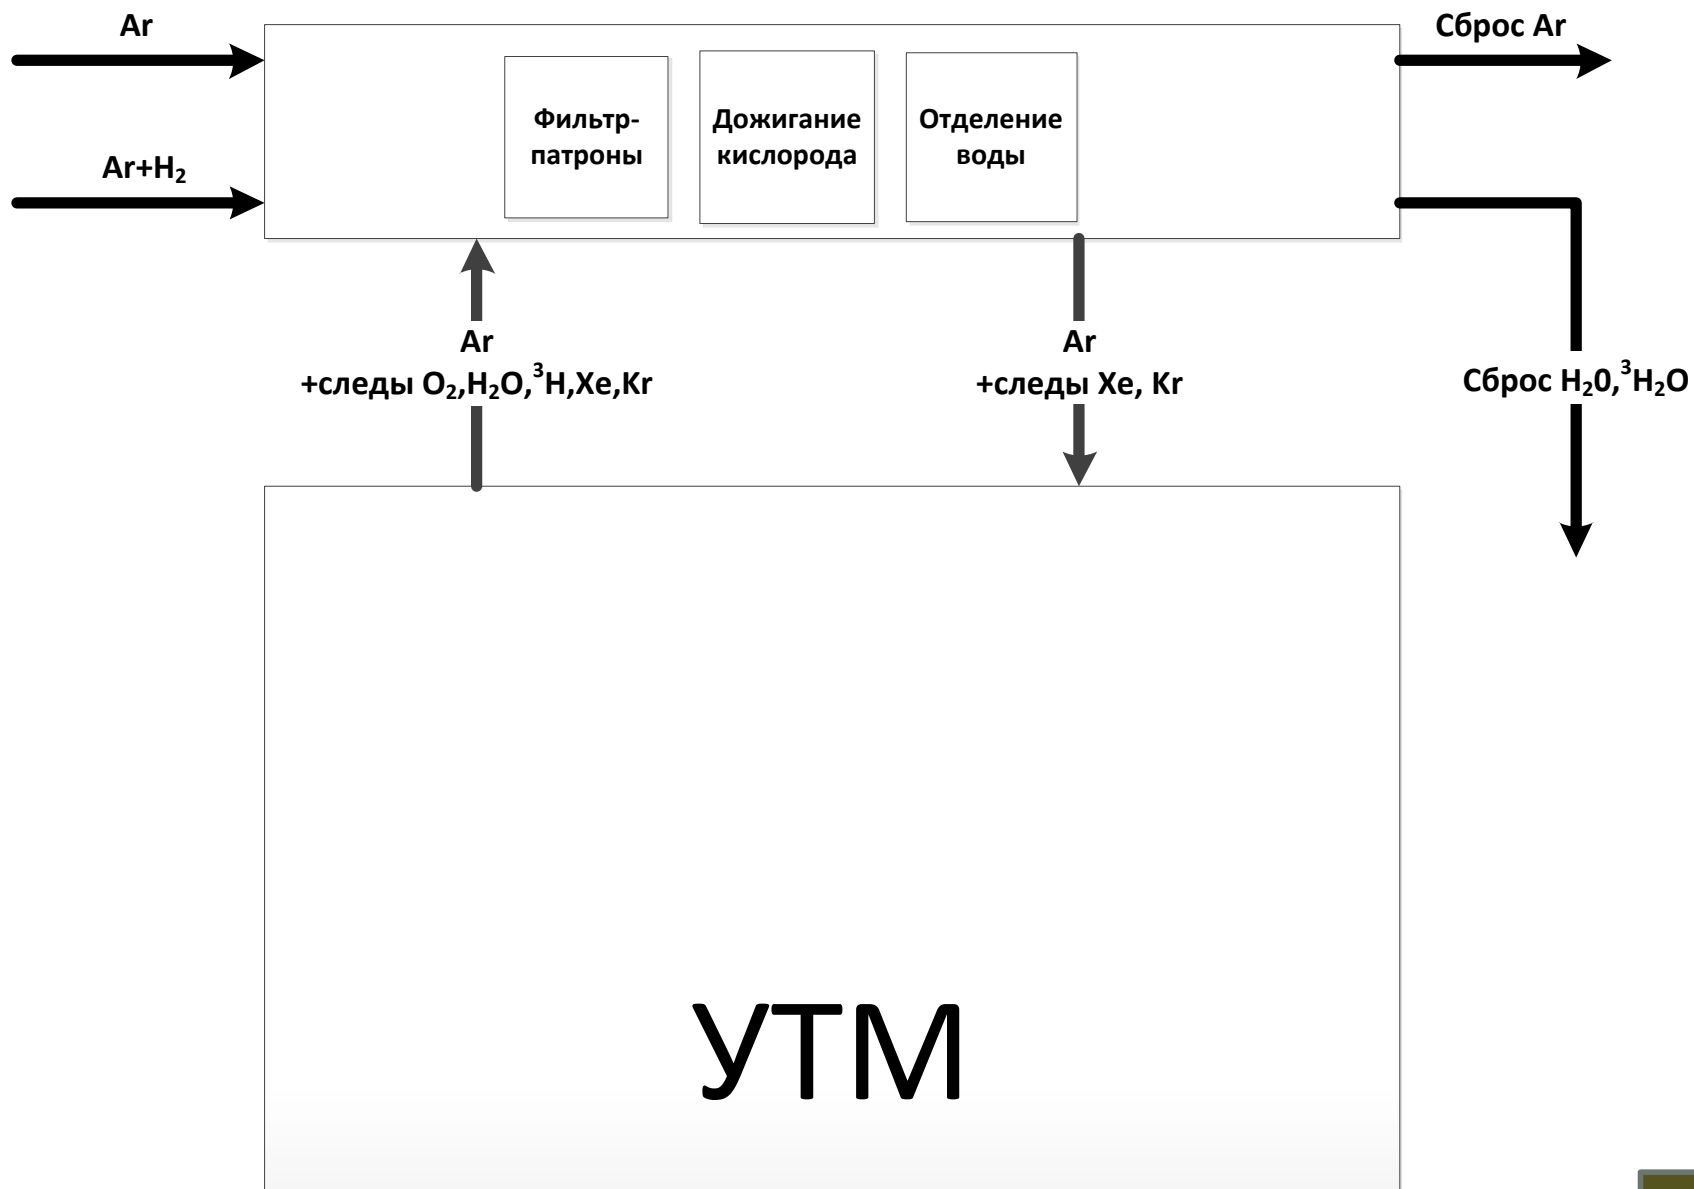 Ar
Сброс Ar
Фильтр-
патроны
Дожигание
кислорода
Отделение
воды
Ar+H₂
Ar
+следы O₂,H₂O,³H,Xe,Kr
Ar
+следы Xe, Kr
Сброс H₂0,³H₂O
УТМ